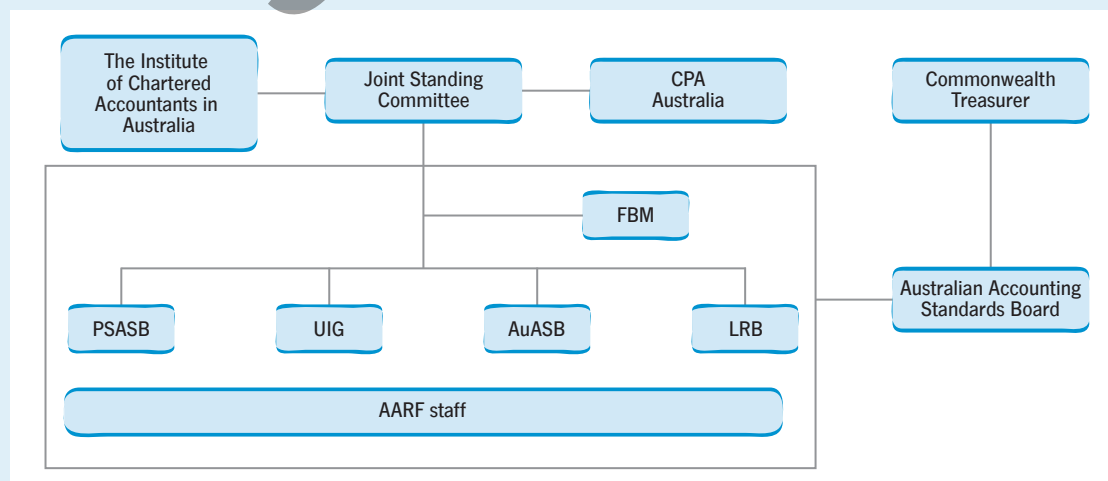 The Institute
of Chartered
Accountants in
Australia
Joint Standing
Committee
CPA
Australia
Commonwealth
Treasurer
FBM
Australian Accounting
Standards Board
PSASB
UIG
AuASB
LRB
AARF staff